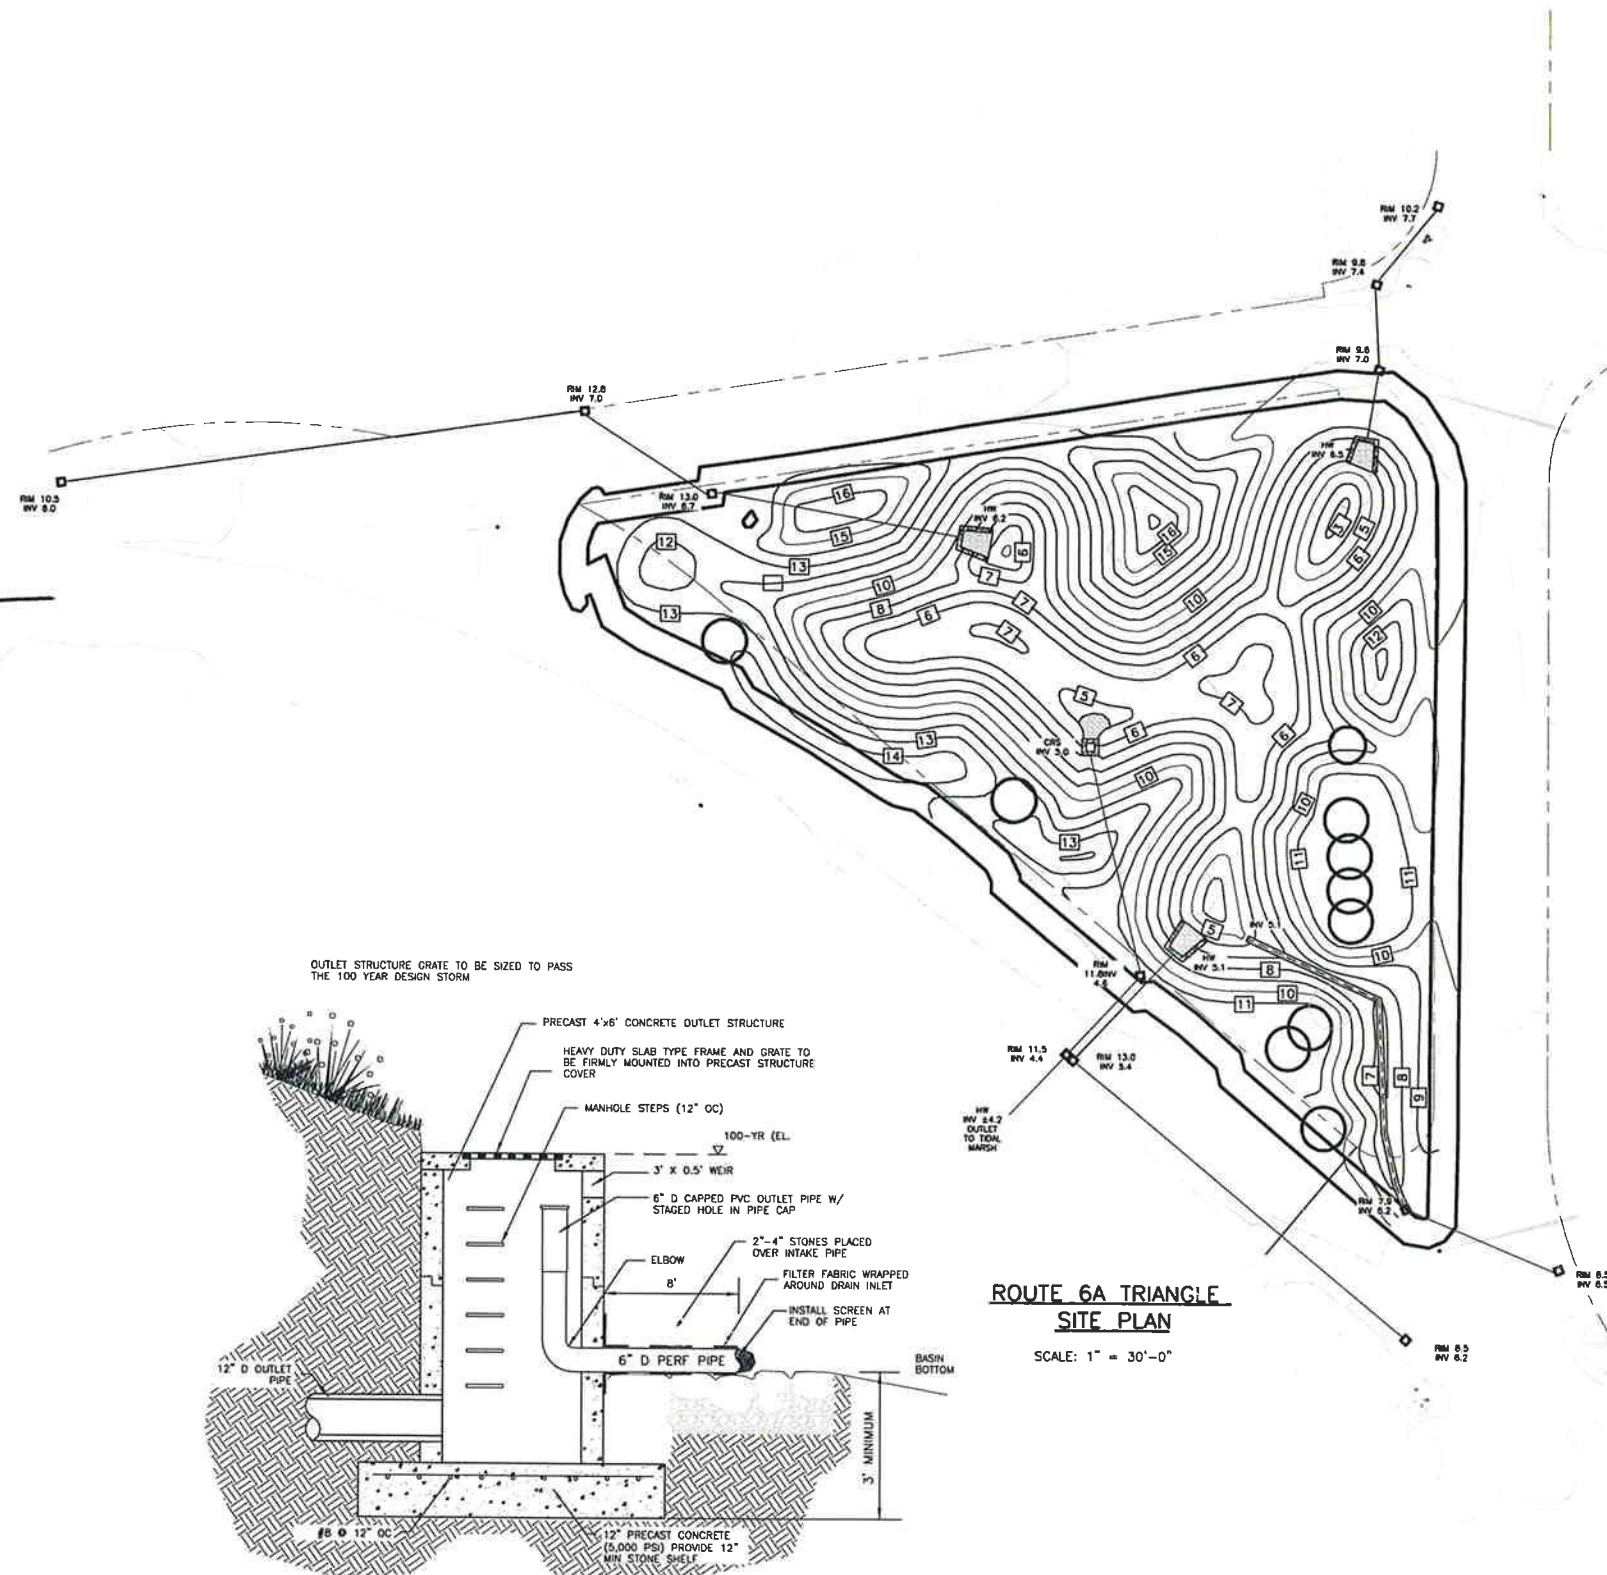 RIM 10.2
INV 7.7
RIM 9.8
INV 7.4
RIM 9.6
INV 7.0
RIM 12.8
INV 7.0
RIM 10.5
INV 8.0
RIM 13.0
INV 6.7
HW
INV 6.2
HW
INV 6.5
16
15
13
12
13
10
8
6
7
6
7
7
16
15
10
3
5
6
10
12
6
7
6
5
6
CRS
INV 5.0
13
14
10
13
10
11
11
10
5
INV 5.1
HW
INV 5.1
8
10
11
7
8
9
RIM
11.0INV
4.6
RIM 11.5
INV 4.4
RIM 13.0
INV 5.4
HW
INV ±4.2
OUTLET
TO TIDAL
MARSH
RIM 7.9
INV 6.2
RIM 8.5
INV 6.2
OUTLET STRUCTURE GRATE TO BE SIZED TO PASS
THE 100 YEAR DESIGN STORM
PRECAST 4'x6' CONCRETE OUTLET STRUCTURE
HEAVY DUTY SLAB TYPE FRAME AND GRATE TO
BE FIRMLY MOUNTED INTO PRECAST STRUCTURE
COVER
MANHOLE STEPS (12" OC)
100-YR (EL.
3' X 0.5' WEIR
6" D CAPPED PVC OUTLET PIPE W/
STAGED HOLE IN PIPE CAP
2"-4" STONES PLACED
OVER INTAKE PIPE
ELBOW
8'
FILTER FABRIC WRAPPED
AROUND DRAIN INLET
INSTALL SCREEN AT
END OF PIPE
6" D PERF PIPE
BASIN
BOTTOM
12" D OUTLET
PIPE
3' MINIMUM
#8 @ 12" OC
12" PRECAST CONCRETE
(5,000 PSI) PROVIDE 12"
MIN STONE SHELF
ROUTE 6A TRIANGLE
SITE PLAN
SCALE: 1" = 30'-0"